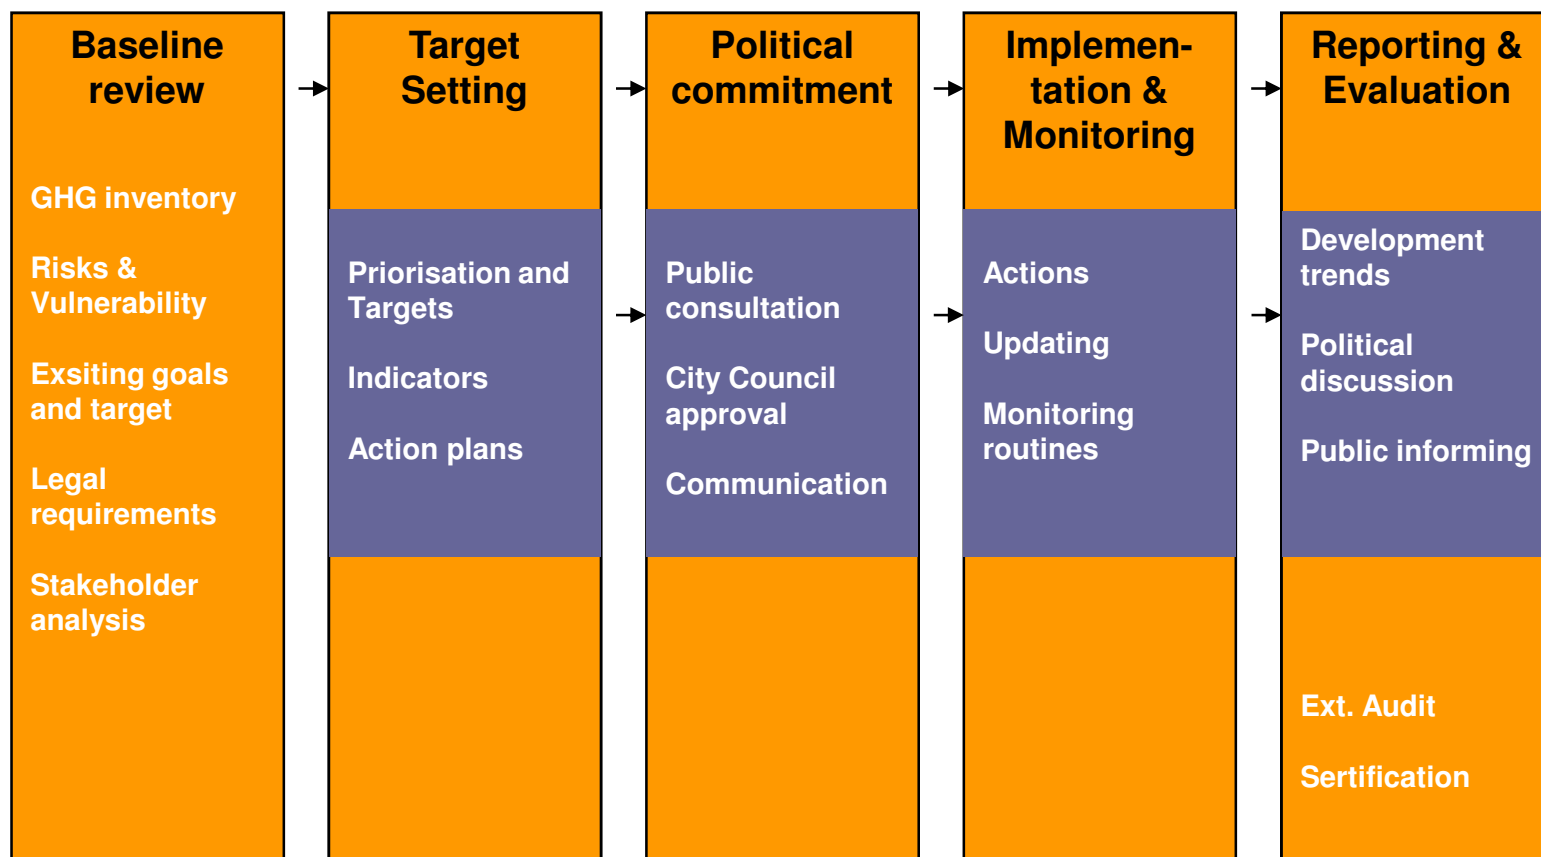 Baseline
review
GHG inventory
Risks &
Vulnerability
Exsiting goals
and target
Legal
requirements
Stakeholder
analysis
Target
Setting
Priorisation and
Targets
Indicators
Action plans
Political
commitment
Public
consultation
City Council
approval
Communication
Implemen-
tation &
Monitoring
Actions
Updating
Monitoring
routines
Reporting &
Evaluation
Development
trends
Political
discussion
Public informing
Ext. Audit
Sertification